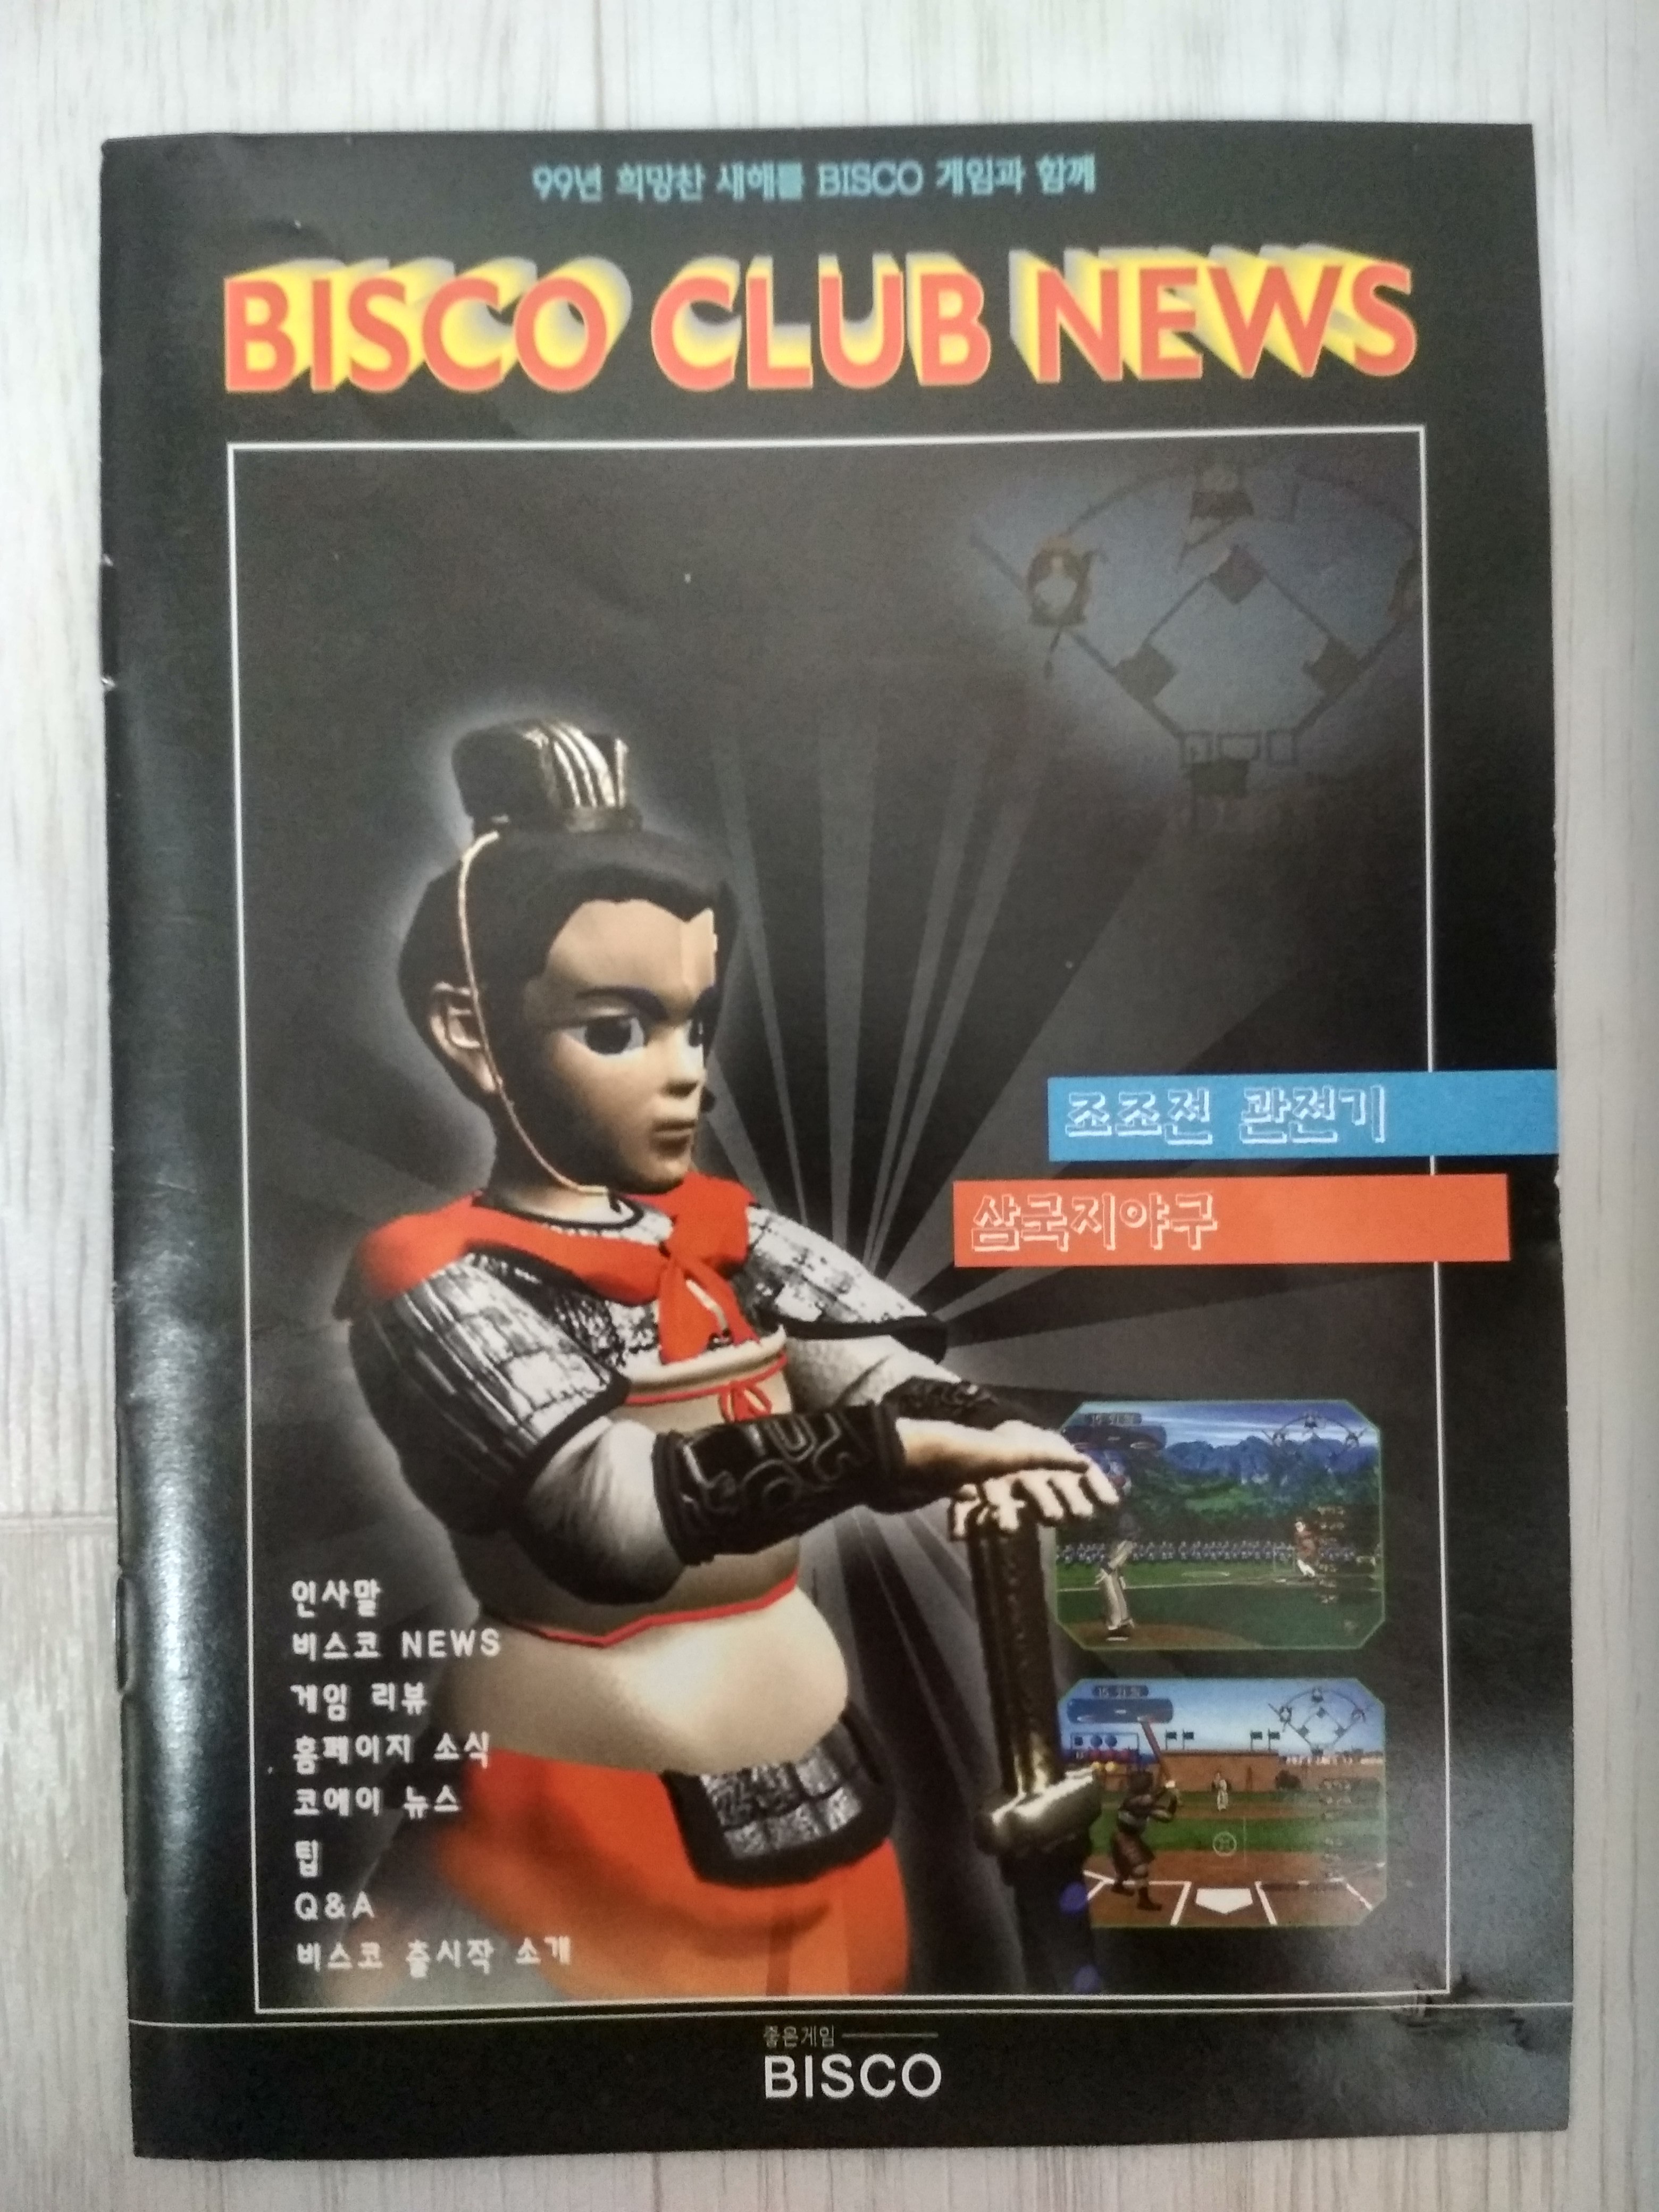 99년 희망찬 새해를 BISCO 게임과 함께
BISCO CLUB NEWS
조조전 관전기
삼국지야구
인사말
비스코 NEWS
게임 리뷰
홈페이지 소식
코에이 뉴스
팁
Q&A
비스코 출시작 소개
좋은게임
BISCO